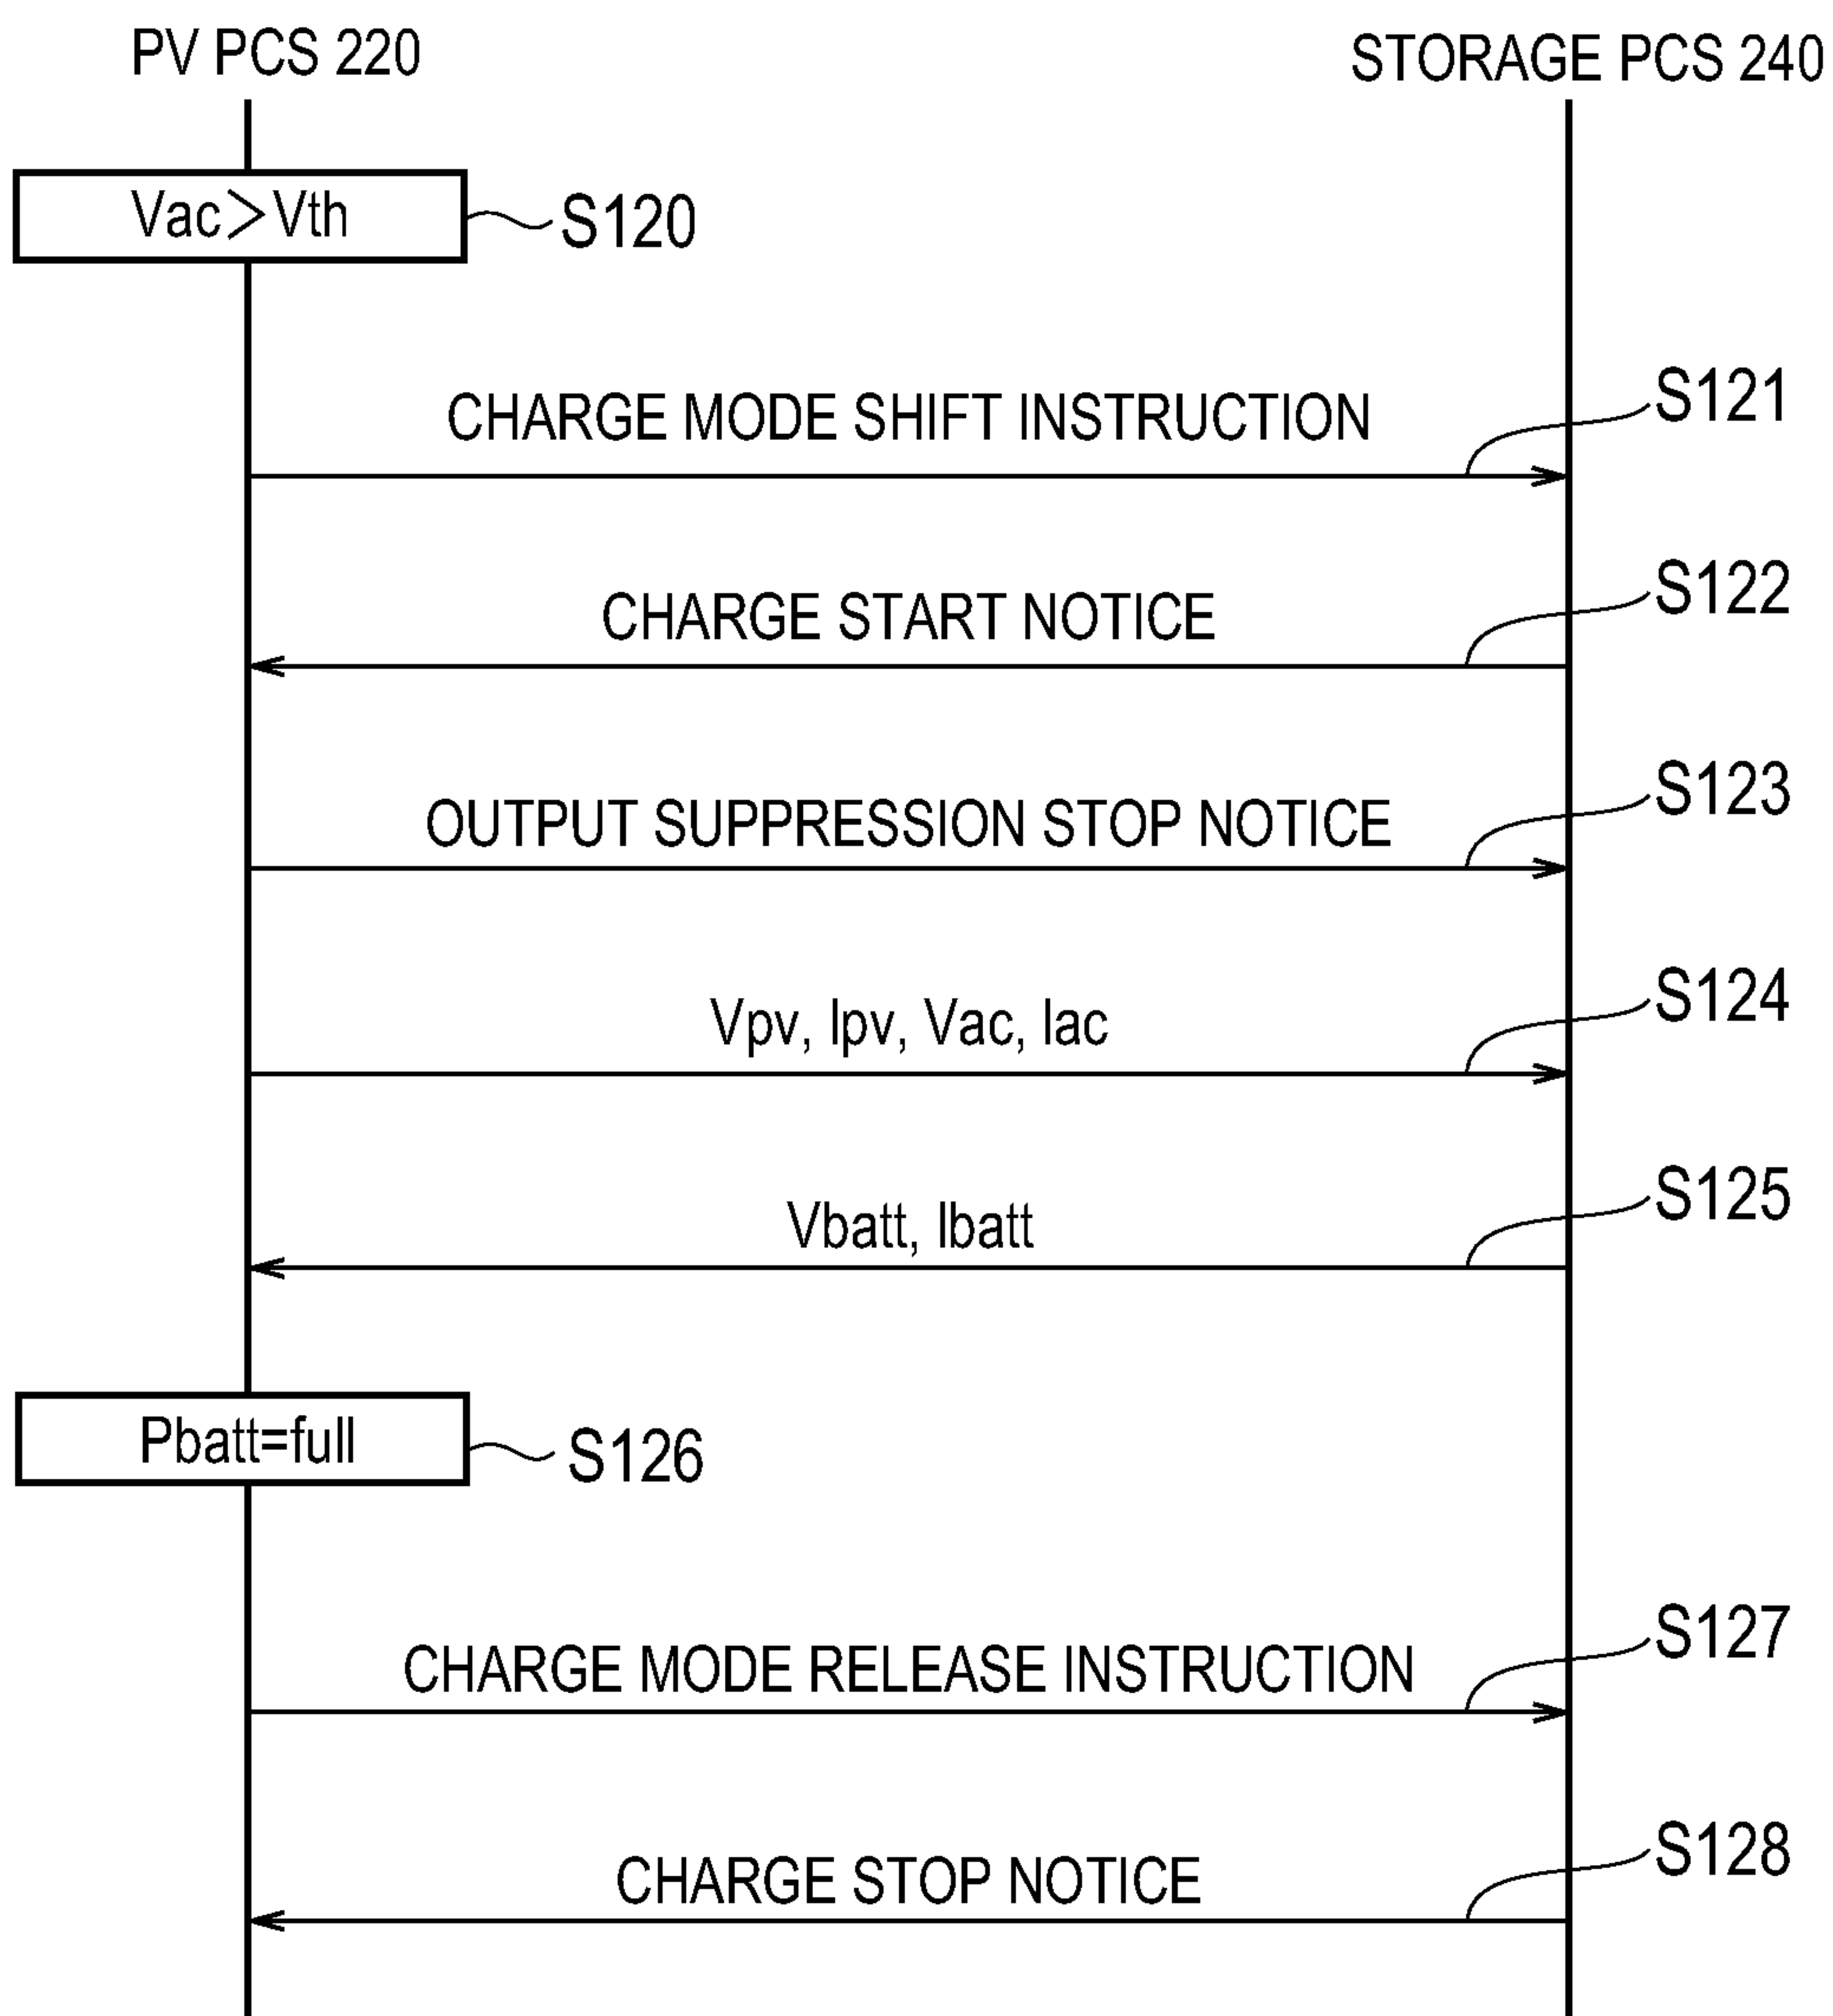 PV PCS 220
STORAGE PCS 240
Vac>Vth
S120
CHARGE MODE SHIFT INSTRUCTION
S121
CHARGE START NOTICE
S122
OUTPUT SUPPRESSION STOP NOTICE
S123
Vpv, Ipv, Vac, Iac
S124
Vbatt, Ibatt
S125
Pbatt=full
S126
CHARGE MODE RELEASE INSTRUCTION
S127
CHARGE STOP NOTICE
S128